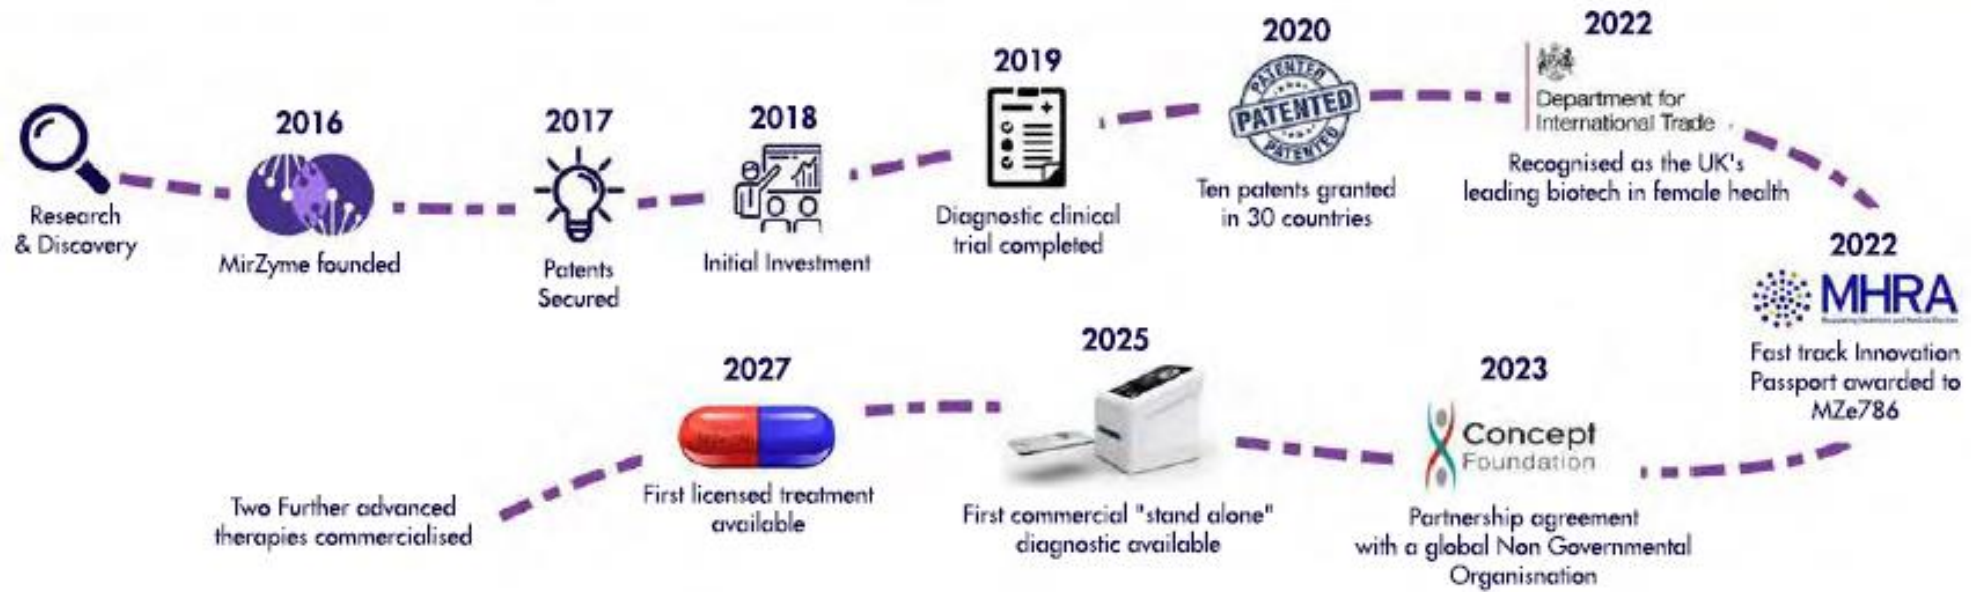 Research
& Discovery
2016
MirZyme founded
2017
Patents
Secured
2018
Initial Investment
2019
Diagnostic clinical
trial completed
2020
PATENTED
PATENTED
PATENTED
Ten patents granted
in 30 countries
2022
Department for
International Trade
Recognised as the UK's
leading biotech in female health
2022
MHRA
Fast track Innovation
Passport awarded to
MZe786
2023
Concept
Foundation
Partnership agreement
with a global Non Governmental
Organisnation
2025
First commercial "stand alone"
diagnostic available
2027
First licensed treatment
available
Two Further advanced
therapies commercialised